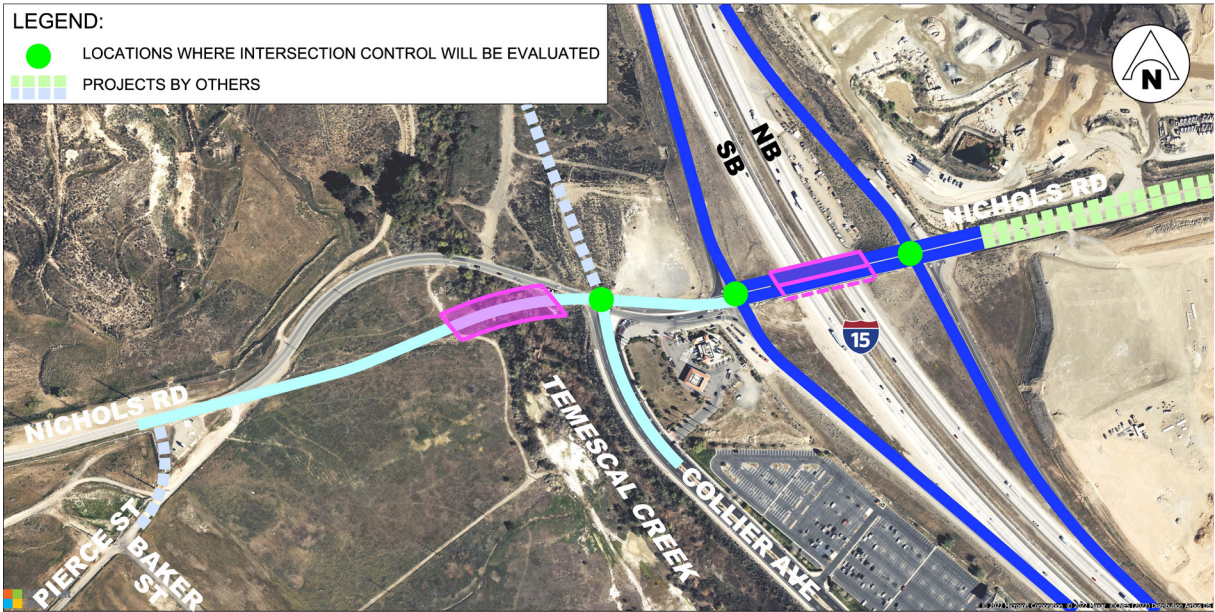 LEGEND:
LOCATIONS WHERE INTERSECTION CONTROL WILL BE EVALUATED
PROJECTS BY OTHERS
N
NB
SB
NICHOLS RD
15
NICHOLS RD
TEMESCAL CREEK
COLLIER AVE
PIERCE ST
BAKER
ST